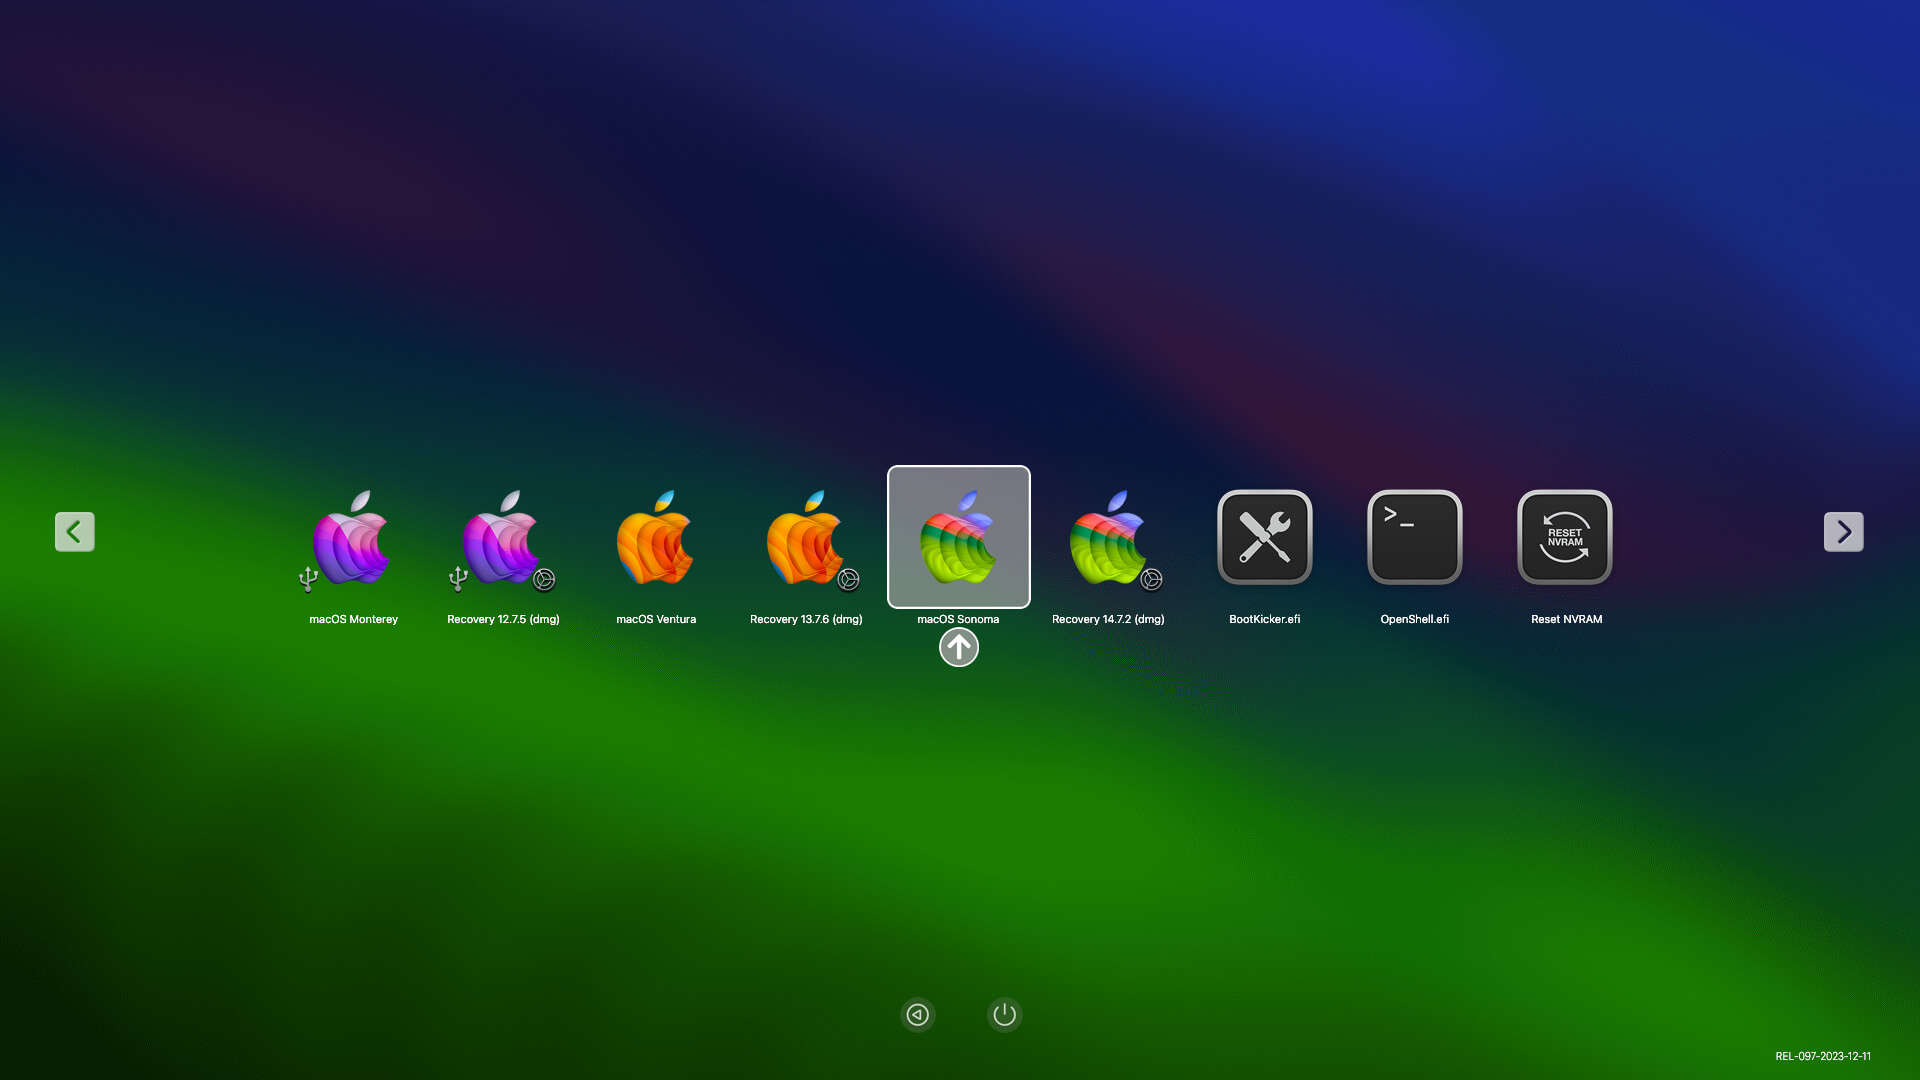 macOS Monterey
Recovery 12.7.5 (dmg)
macOS Ventura
Recovery 13.7.6 (dmg)
macOS Sonoma
Recovery 14.7.2 (dmg)
BootKicker.efi
>_
OpenShell.efi
RESET
NVRAM
Reset NVRAM
REL-097-2023-12-11